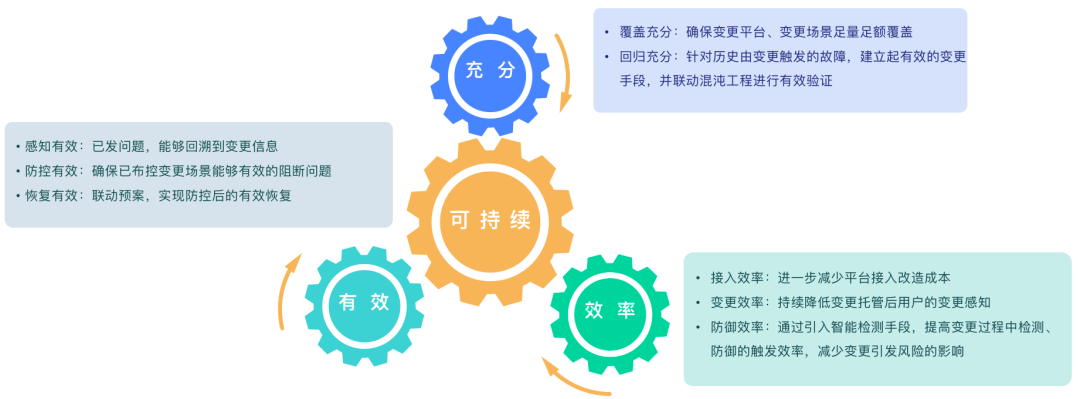 充 分
• 覆盖充分：确保变更平台、变更场景足量足额覆盖
• 回归充分：针对历史由变更触发的故障，建立起有效的变更
手段，并联动混沌工程进行有效验证
• 感知有效：已发问题，能够回溯到变更信息
• 防控有效：确保已布控变更场景能够有效的阻断问题
• 恢复有效：联动预案，实现防控后的有效恢复
可 持 续
有 效
效 率
• 接入效率：进一步减少平台接入改造成本
• 变更效率：持续降低变更托管后用户的变更感知
• 防御效率：通过引入智能检测手段，提高变更过程中检测、
防御的触发效率，减少变更引发风险的影响